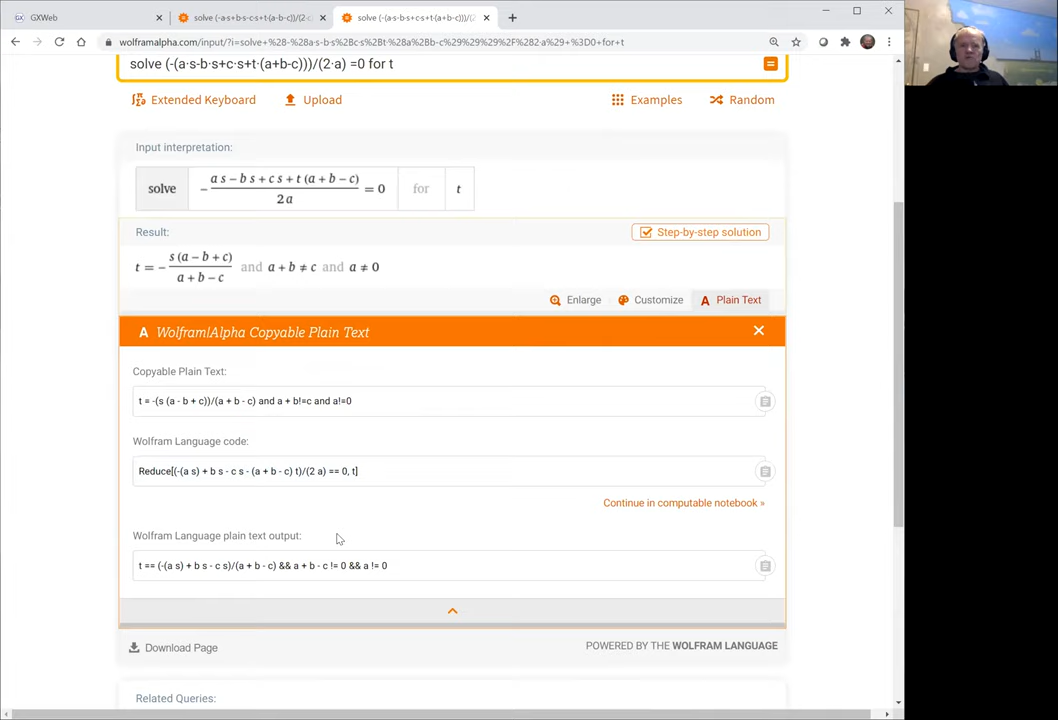 GXWeb
solve (-a·s+b·s-c·s+t·(a-b-c))/(2·
solve (-(a·s-b·s+c·s+t·(a+b-c)))/(2
wolframalpha.com/input/?i=solve+%28-%28a·s-b·s%2Bc·s%2Bt·%28a%2Bb-c%29%29%29%2F%282·a%29+%3D0+for+t
solve (-(a·s-b·s+c·s+t·(a+b-c)))/(2·a) =0 for t
Extended Keyboard
Upload
Examples
Random
Input interpretation:
solve
- a s − b s + c s + t (a + b − c) / 2 a = 0
for
t
Result:
Step-by-step solution
t = − s (a − b + c) / a + b − c and a + b ≠ c and a ≠ 0
Enlarge
Customize
A Plain Text
A Wolfram|Alpha Copyable Plain Text
Copyable Plain Text:
t = -(s (a - b + c))/(a + b - c) and a + b!=c and a!=0
Wolfram Language code:
Reduce[(-(a s) + b s - c s - (a + b - c) t)/(2 a) == 0, t]
Continue in computable notebook »
Wolfram Language plain text output:
t == (-(a s) + b s - c s)/(a + b - c) && a + b - c != 0 && a != 0
Download Page
POWERED BY THE WOLFRAM LANGUAGE
Related Queries: